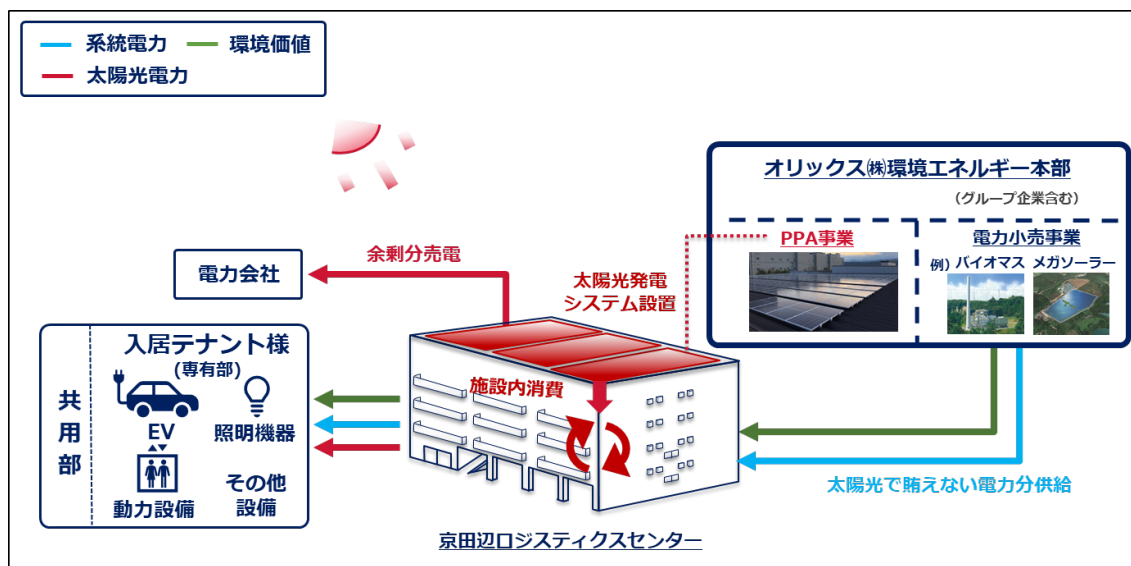 系統電力
環境価値
太陽光電力
オリックス㈱環境エネルギー本部
(グループ企業含む)
PPA事業
電力小売事業
例) バイオマス メガソーラー
余剰分売電
電力会社
太陽光発電
システム設置
入居テナント様
(専有部)
共用部
EV
照明機器
動力設備
その他
設備
施設内消費
太陽光で賄えない電力分供給
京田辺ロジスティクスセンター